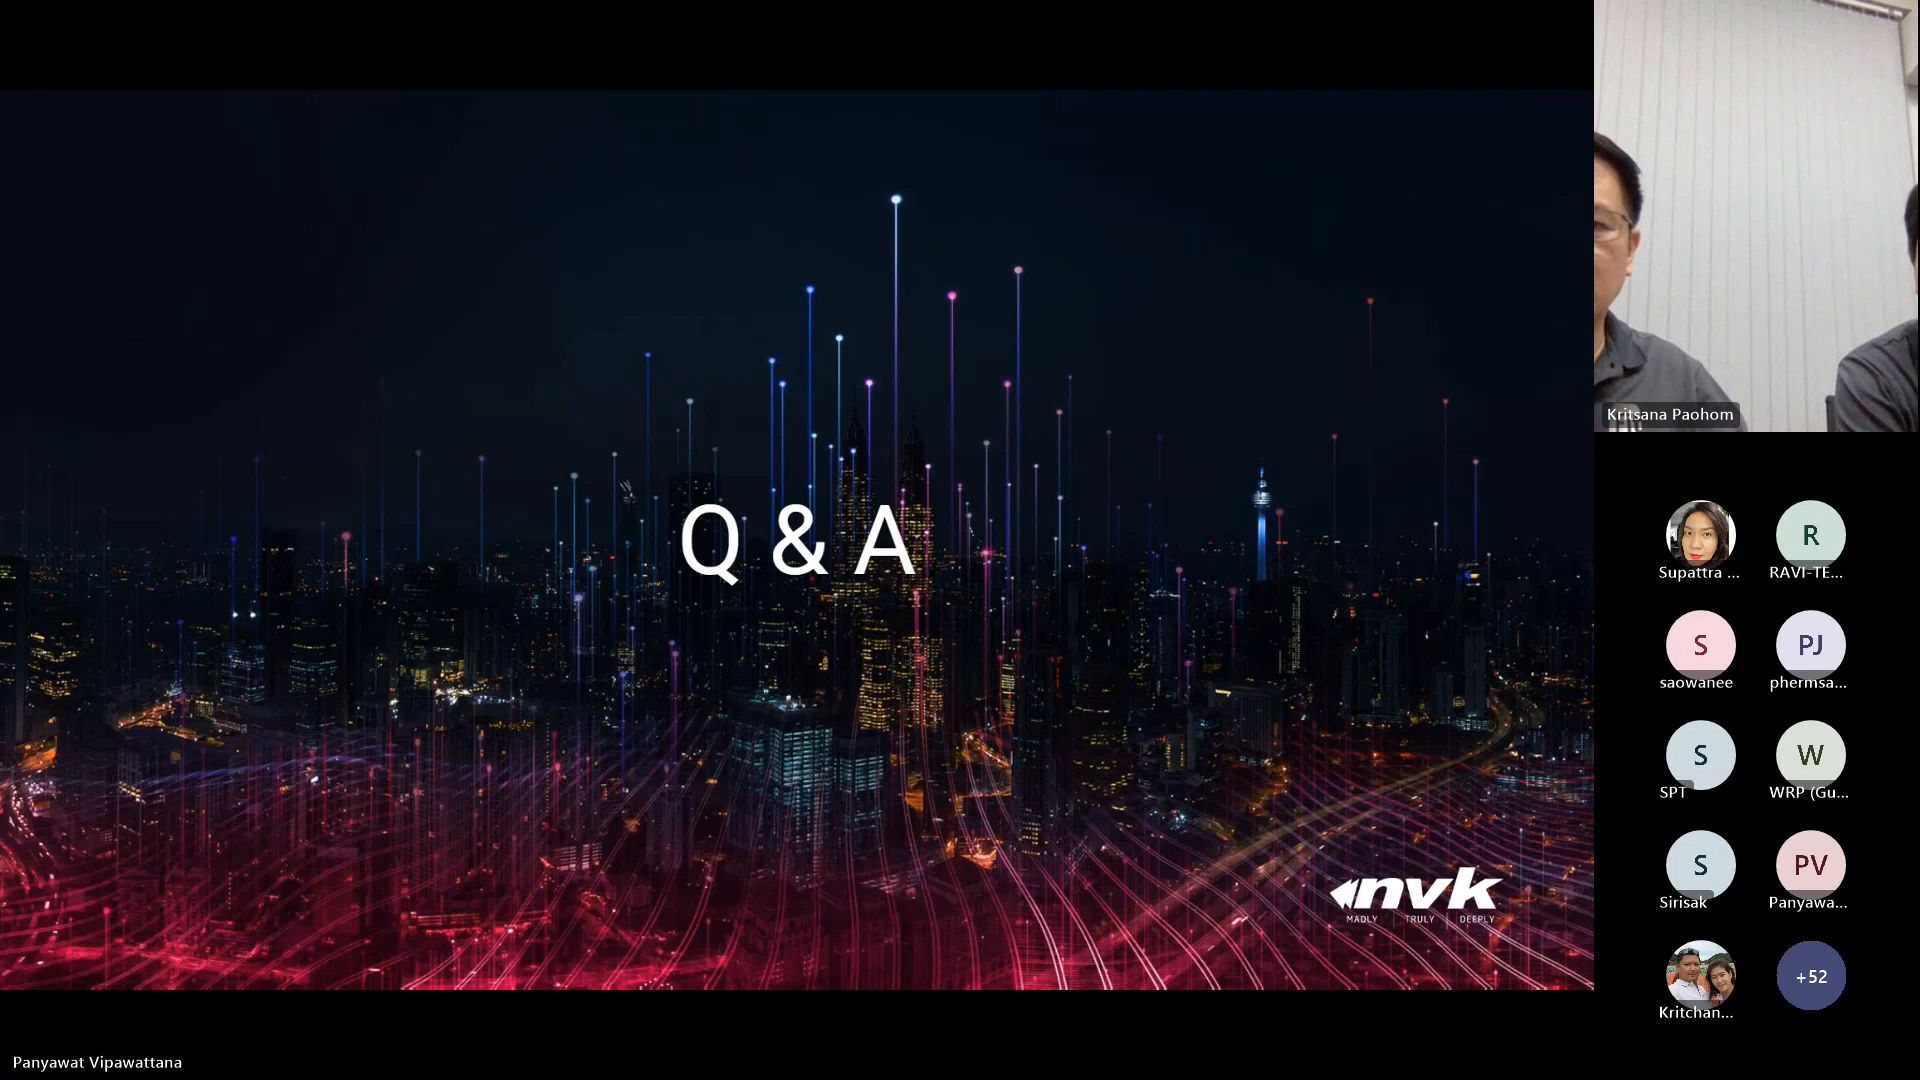 Q & A
nvk
MADLY | TRULY | DEEPLY
Panyawat Vipawattana
Kritsana Paohom
Supattra ...
R
RAVI-TE...
S
saowanee
PJ
phermsa...
S
SPT
W
WRP (Gu...
S
Sirisak
PV
Panyawa...
Kritchan...
+52